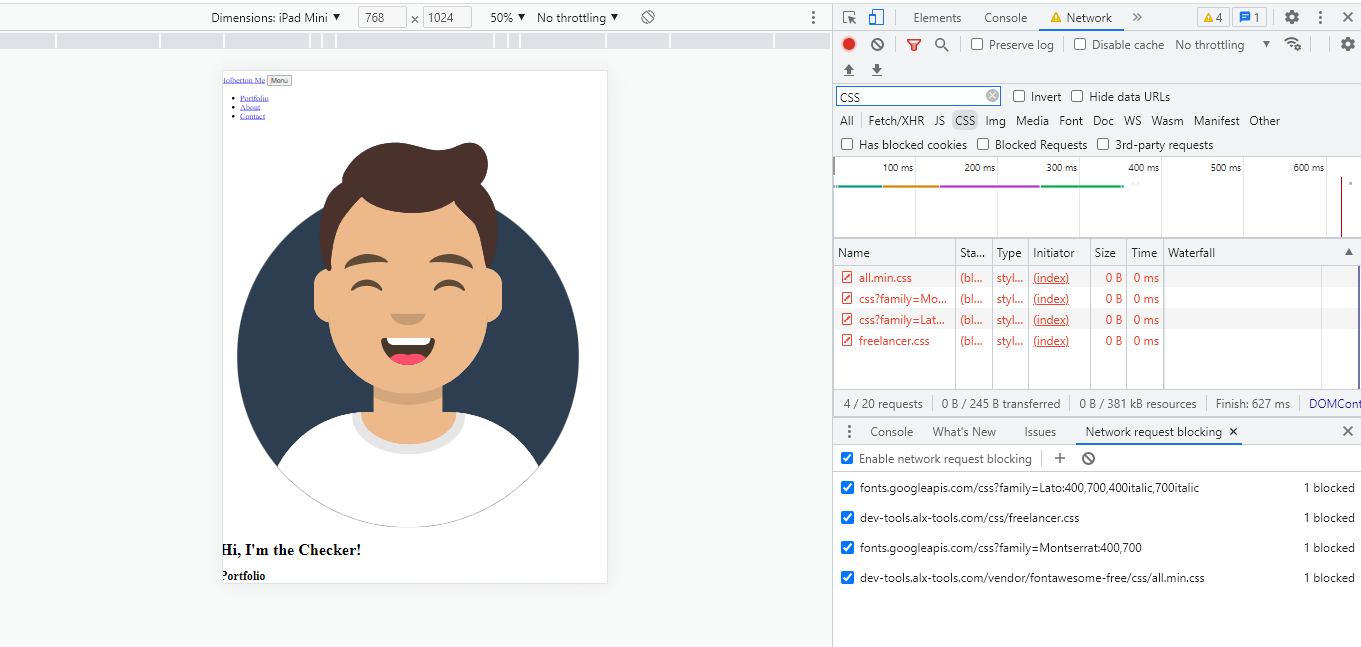 Dimensions: iPad Mini ▼ 768 × 1024 50% ▼ No throttling ▼
Holberton Me Menu
Portfolio
About
Contact
Hi, I'm the Checker!
Portfolio
Elements Console Network » 4 1
Preserve log Disable cache No throttling ▼
CSS Invert Hide data URLs
All Fetch/XHR JS CSS Img Media Font Doc WS Wasm Manifest Other
Has blocked cookies Blocked Requests 3rd-party requests
100 ms 200 ms 300 ms 400 ms 500 ms 600 ms
Name Sta... Type Initiator Size Time Waterfall ▲
all.min.css (bl... styl... (index) 0 B 0 ms
css?family=Mo... (bl... styl... (index) 0 B 0 ms
css?family=Lat... (bl... styl... (index) 0 B 0 ms
freelancer.css (bl... styl... (index) 0 B 0 ms
4 / 20 requests 0 B / 245 B transferred 0 B / 381 kB resources Finish: 627 ms DOMCont
Console What's New Issues Network request blocking ×
Enable network request blocking
fonts.googleapis.com/css?family=Lato:400,700,400italic,700italic 1 blocked
dev-tools.alx-tools.com/css/freelancer.css 1 blocked
fonts.googleapis.com/css?family=Montserrat:400,700 1 blocked
dev-tools.alx-tools.com/vendor/fontawesome-free/css/all.min.css 1 blocked